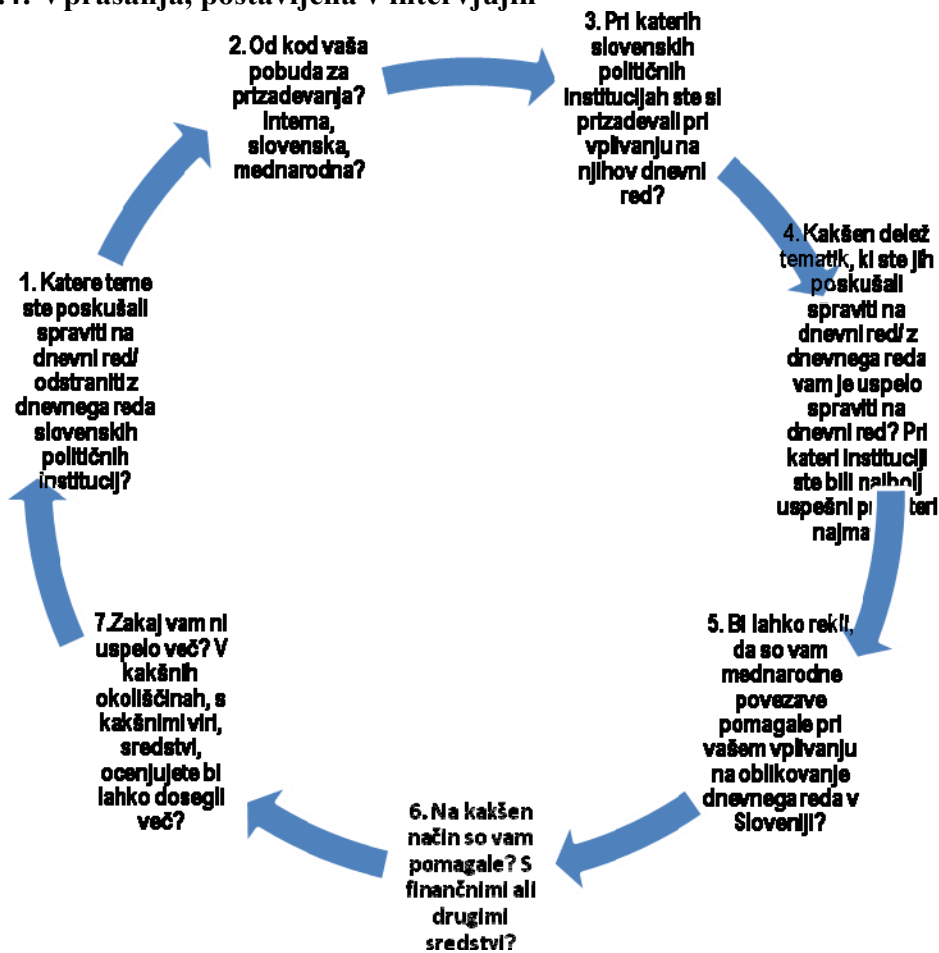 Vprašanja, postavljena v intervjujih
1. Katere teme
ste poskušali
spraviti na
dnevni red/
odstraniti z
dnevnega reda
slovenskih
političnih
institucij?
2. Od kod vaša
pobuda za
prizadevanja?
Interna,
slovenska,
mednarodna?
3. Pri katerih
slovenskih
političnih
institucijah ste si
prizadevali pri
vplivanju na
njihov dnevni
red?
4. Kakšen delež
tematik, ki ste jih
poskušali
spraviti na
dnevni red/ z
dnevnega reda
vam je uspelo
spraviti na
dnevni red? Pri
kateri instituciji
ste bili najbolj
uspešni
5. Bi lahko rekli,
da so vam
mednarodne
povezave
pomagale pri
vašem vplivanju
na oblikovanje
dnevnega reda v
Sloveniji?
6. Na kakšen
način so vam
pomagale? S
finančnimi ali
drugimi
sredstvi?
7.Zakaj vam ni
uspelo več? V
kakšnih
okoliščinah, s
kakšnimi viri,
sredstvi,
ocenjujete bi
lahko dosegli
več?